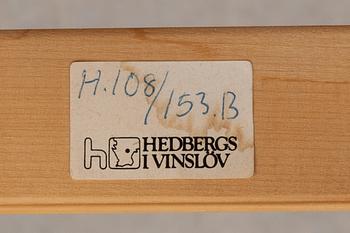 H.108/153.B
h HEDBERGS
I VINSLÖV